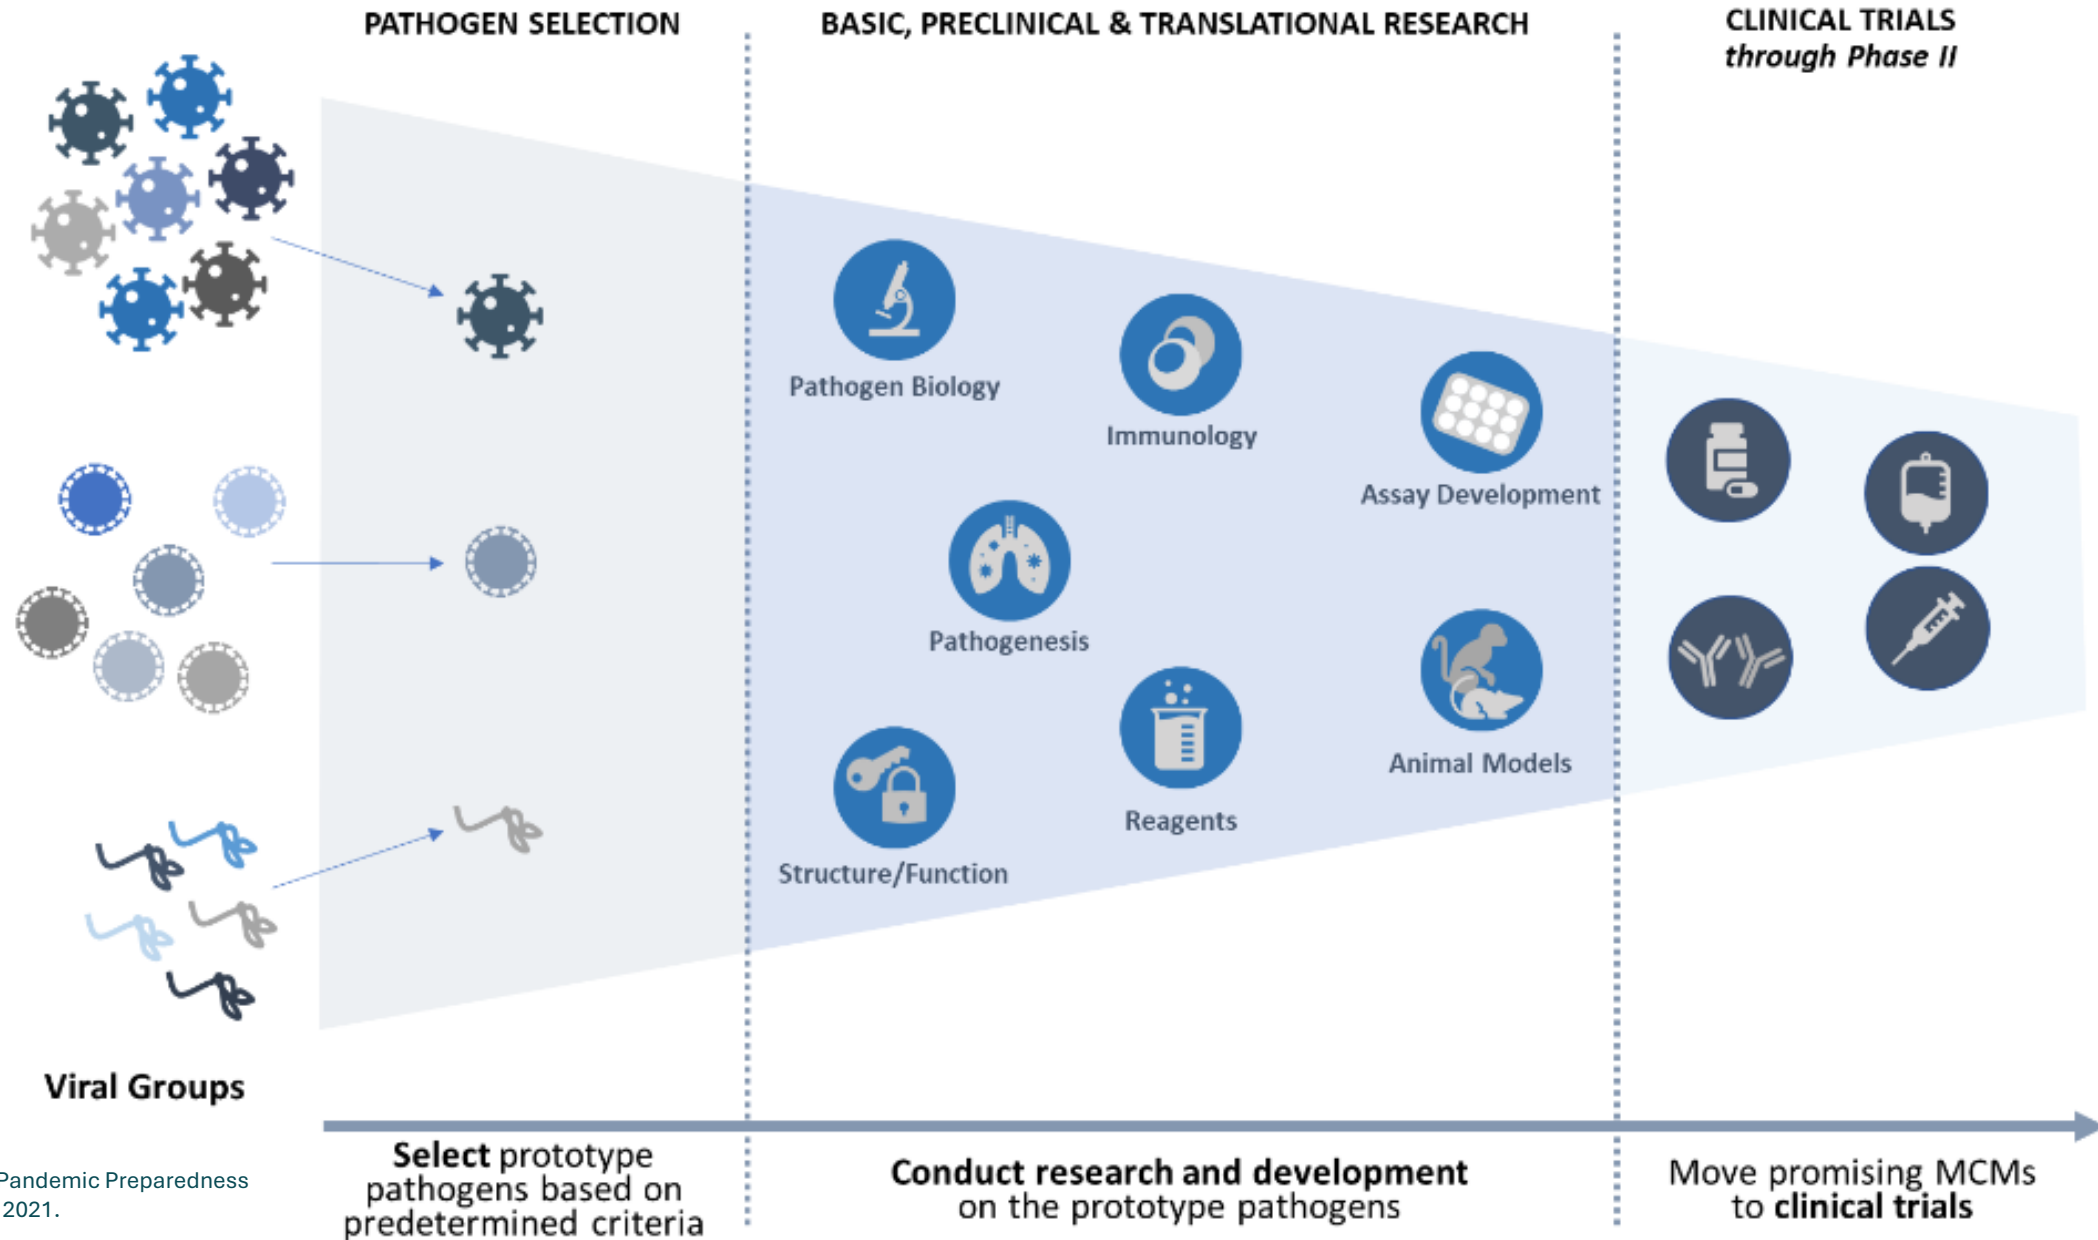 PATHOGEN SELECTION
BASIC, PRECLINICAL & TRANSLATIONAL RESEARCH
CLINICAL TRIALS
through Phase II
Pathogen Biology
Immunology
Assay Development
Pathogenesis
Animal Models
Reagents
Structure/Function
Viral Groups
Select prototype
pathogens based on
predetermined criteria
Conduct research and development
on the prototype pathogens
Move promising MCMs
to clinical trials
Pandemic Preparedness
2021.